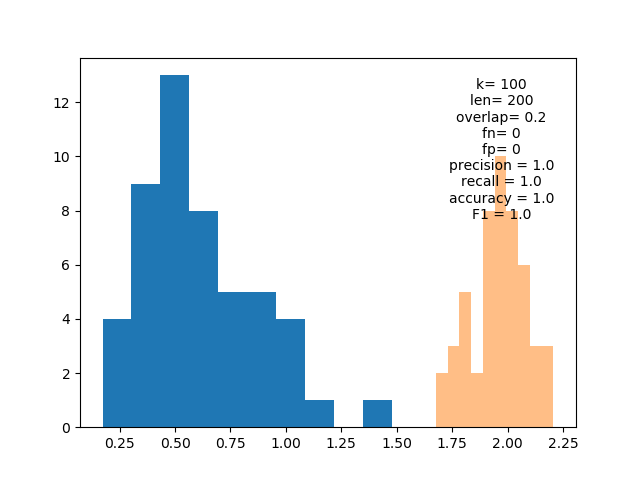 k= 100
len= 200
overlap= 0.2
fn= 0
fp= 0
precision = 1.0
recall = 1.0
accuracy = 1.0
F1 = 1.0
12
10
8
6
4
2
0
0.25 0.50 0.75 1.00 1.25 1.50 1.75 2.00 2.25